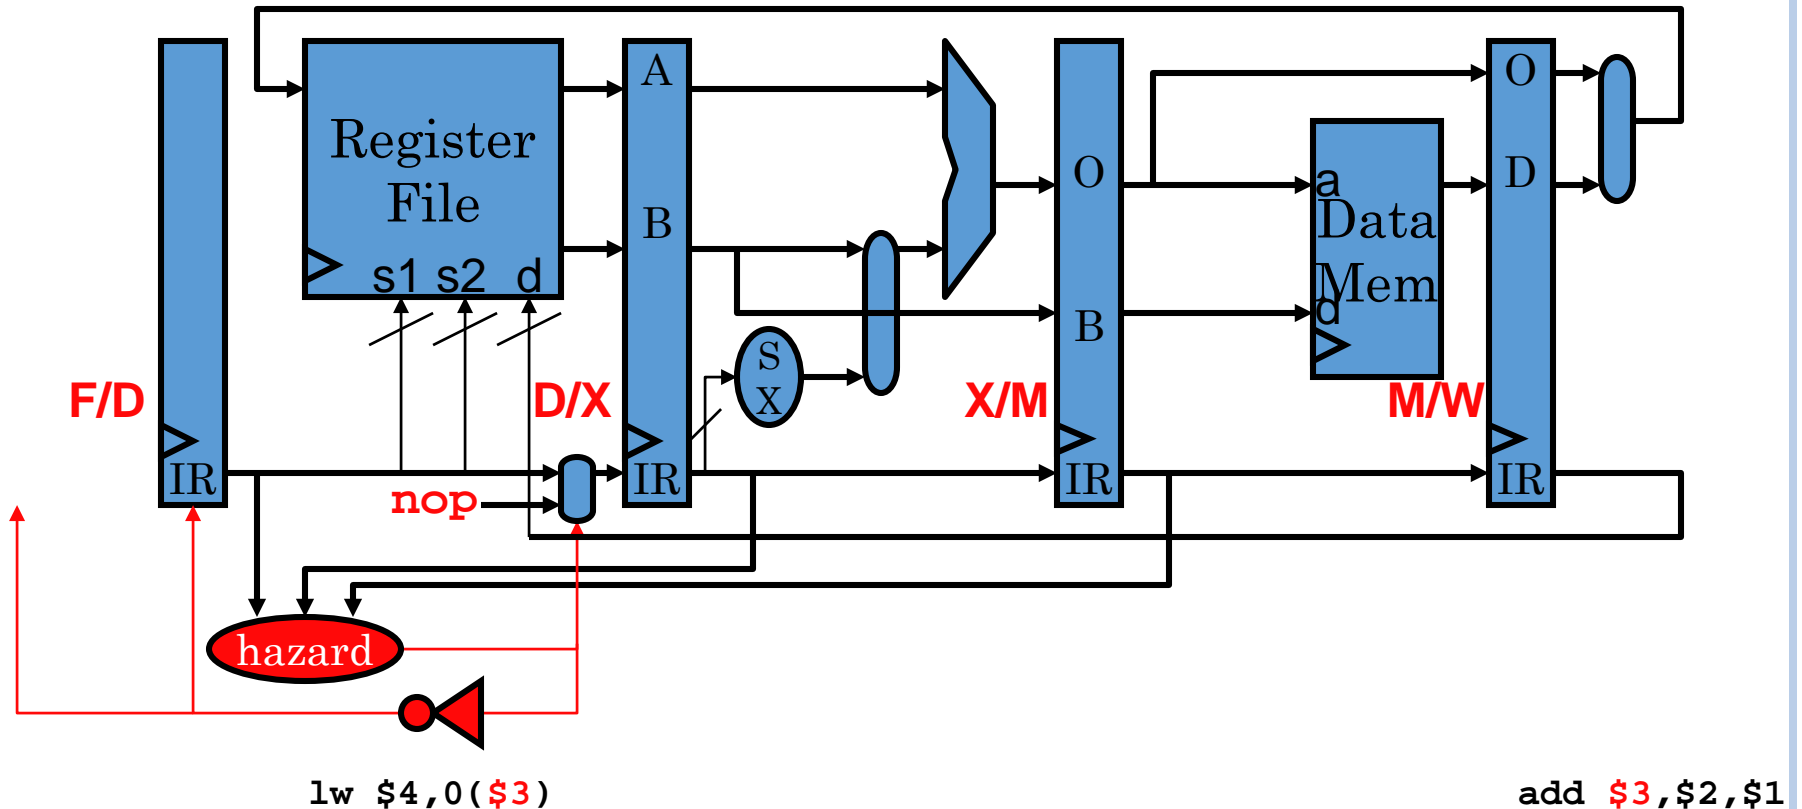 A
O
Register
File
O
D
a
Data
Mem
d
B
s1 s2 d
B
S
X
F/D
D/X
X/M
M/W
IR
IR
IR
IR
nop
hazard
lw $4,0($3)
add $3,$2,$1